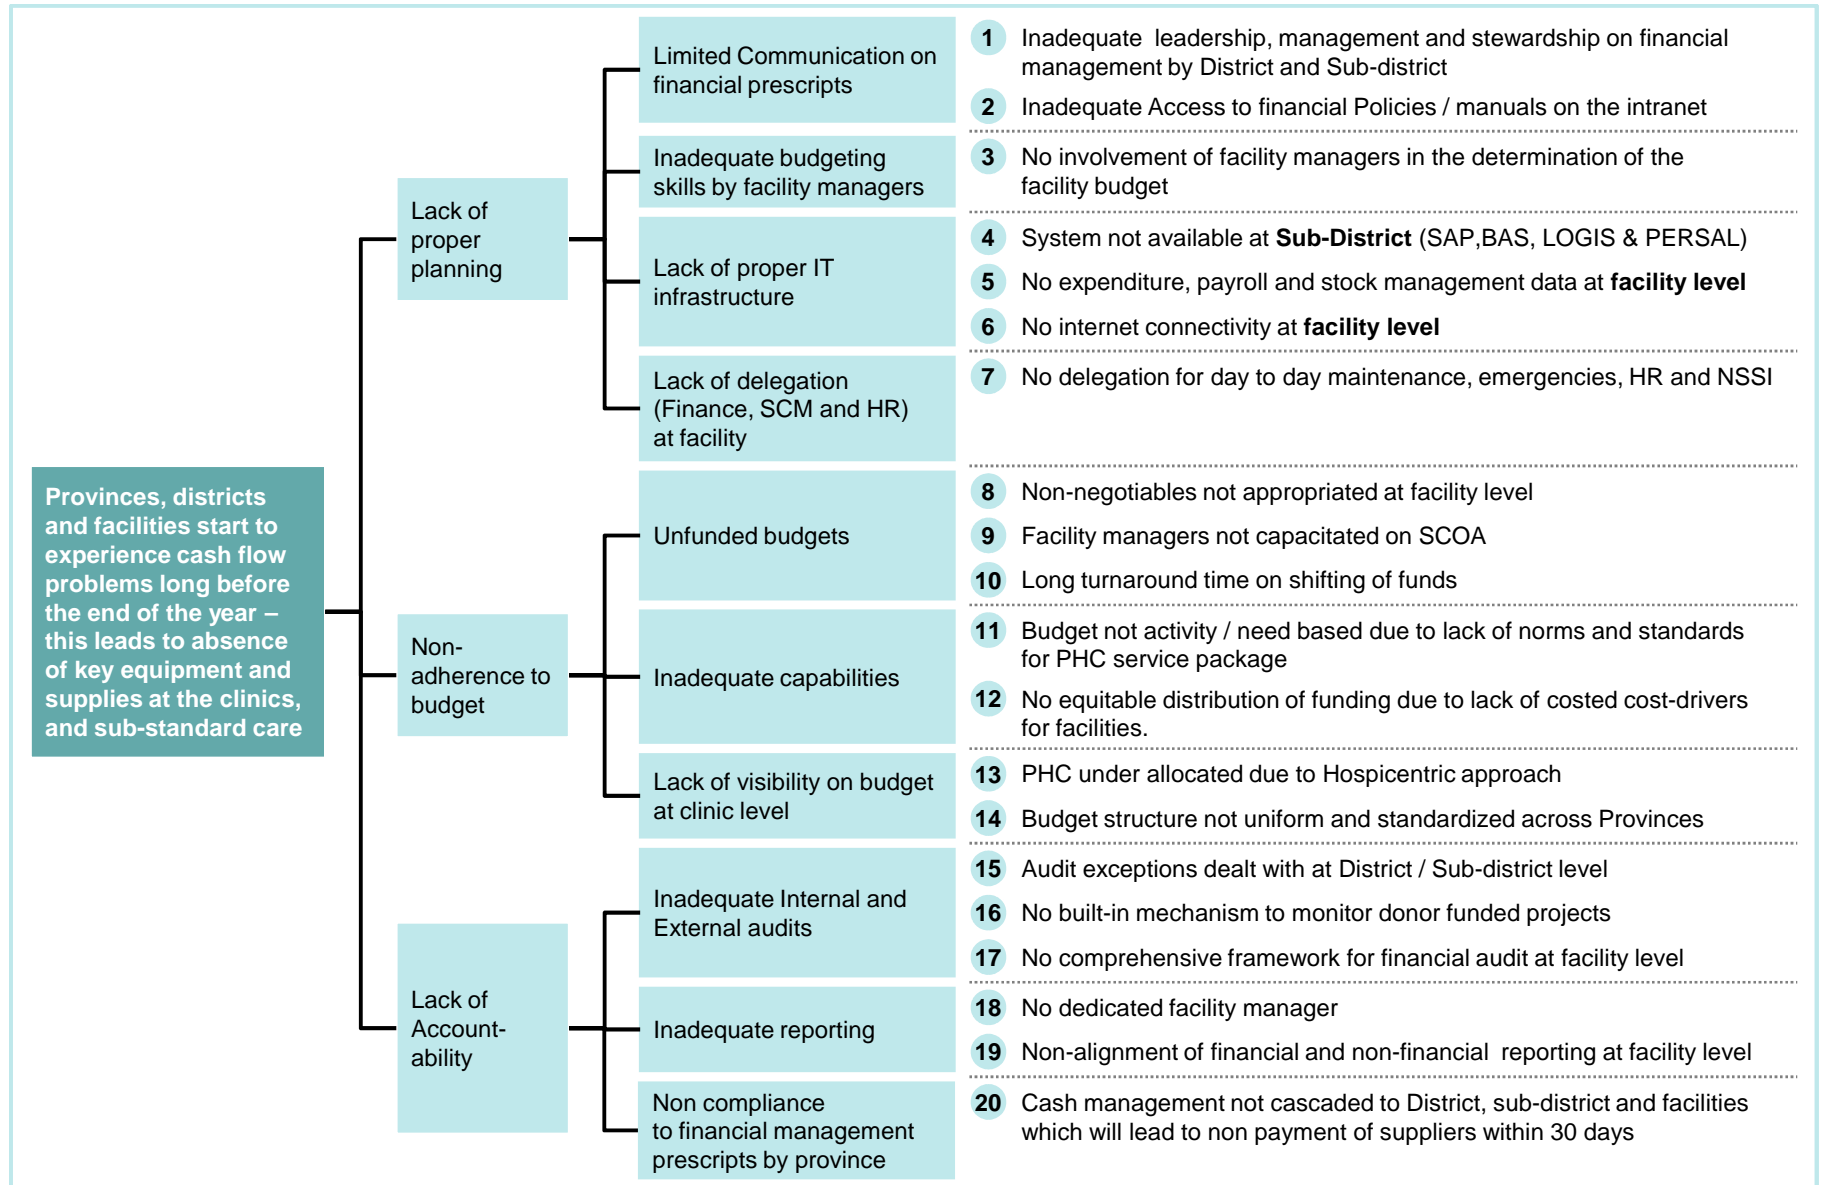 Provinces, districts
and facilities start to
experience cash flow
problems long before
the end of the year –
this leads to absence
of key equipment and
supplies at the clinics,
and sub-standard care
Lack of
proper
planning
Limited Communication on
financial prescripts
1 Inadequate leadership, management and stewardship on financial
management by District and Sub-district
2 Inadequate Access to financial Policies / manuals on the intranet
Inadequate budgeting
skills by facility managers
3 No involvement of facility managers in the determination of the
facility budget
Lack of proper IT
infrastructure
4 System not available at Sub-District (SAP,BAS, LOGIS & PERSAL)
5 No expenditure, payroll and stock management data at facility level
6 No internet connectivity at facility level
Lack of delegation
(Finance, SCM and HR)
at facility
7 No delegation for day to day maintenance, emergencies, HR and NSSI
Non-
adherence to
budget
Unfunded budgets
8 Non-negotiables not appropriated at facility level
9 Facility managers not capacitated on SCOA
10 Long turnaround time on shifting of funds
Inadequate capabilities
11 Budget not activity / need based due to lack of norms and standards
for PHC service package
12 No equitable distribution of funding due to lack of costed cost-drivers
for facilities.
Lack of visibility on budget
at clinic level
13 PHC under allocated due to Hospicentric approach
14 Budget structure not uniform and standardized across Provinces
Lack of
Account-
ability
Inadequate Internal and
External audits
15 Audit exceptions dealt with at District / Sub-district level
16 No built-in mechanism to monitor donor funded projects
17 No comprehensive framework for financial audit at facility level
Inadequate reporting
18 No dedicated facility manager
19 Non-alignment of financial and non-financial reporting at facility level
Non compliance
to financial management
prescripts by province
20 Cash management not cascaded to District, sub-district and facilities
which will lead to non payment of suppliers within 30 days